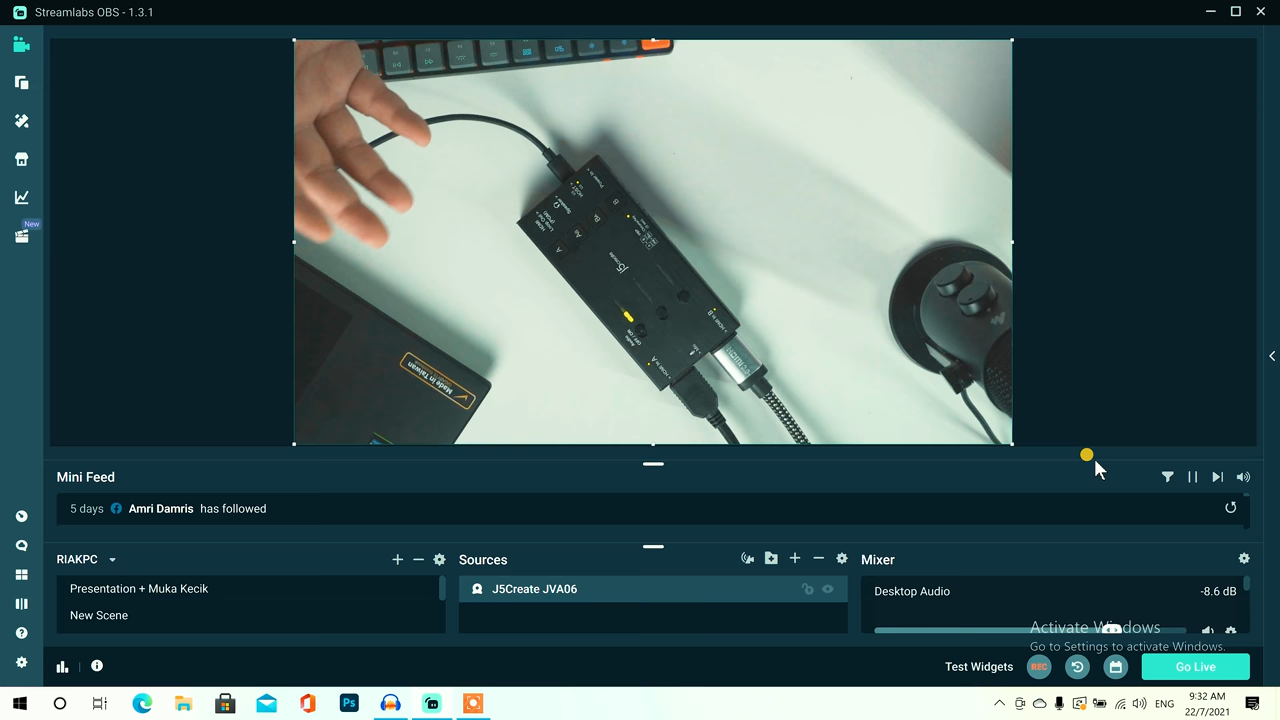 Streamlabs OBS - 1.3.1
New
Made in Taiwan
j5create
Mini Feed
5 days Amri Damris has followed
RIAKPC
Presentation + Muka Kecik
New Scene
Sources
J5Create JVA06
Mixer
Desktop Audio -8.6 dB
Activate Windows
Go to Settings to activate Windows.
Test Widgets
REC
Go Live
Ps
ENG
9:32 AM
22/7/2021